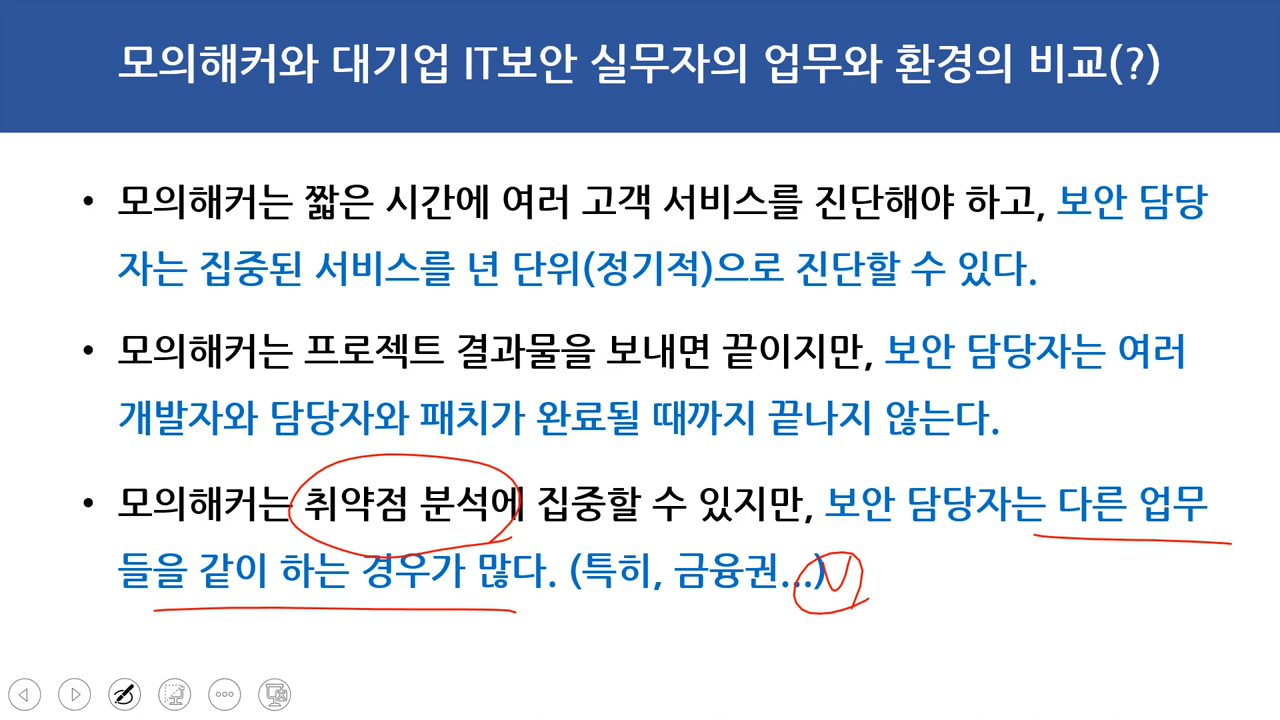 모의해커와 대기업 IT보안 실무자의 업무와 환경의 비교(?)
• 모의해커는 짧은 시간에 여러 고객 서비스를 진단해야 하고, 보안 담당
자는 집중된 서비스를 년 단위(정기적)으로 진단할 수 있다.
• 모의해커는 프로젝트 결과물을 보내면 끝이지만, 보안 담당자는 여러
개발자와 담당자와 패치가 완료될 때까지 끝나지 않는다.
• 모의해커는 취약점 분석에 집중할 수 있지만, 보안 담당자는 다른 업무
들을 같이 하는 경우가 많다. (특히, 금융권...)